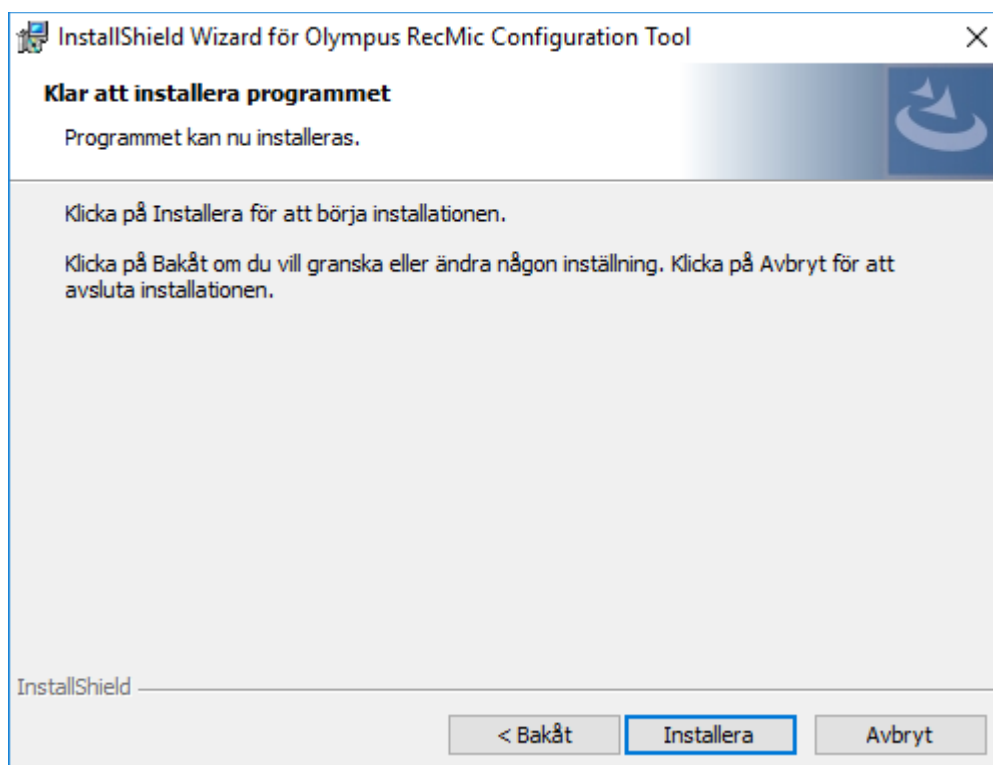 InstallShield Wizard för Olympus RecMic Configuration Tool
Klar att installera programmet
Programmet kan nu installeras.
Klicka på Installera för att börja installationen.
Klicka på Bakåt om du vill granska eller ändra någon inställning. Klicka på Avbryt för att
avsluta installationen.
InstallShield
< Bakåt
Installera
Avbryt